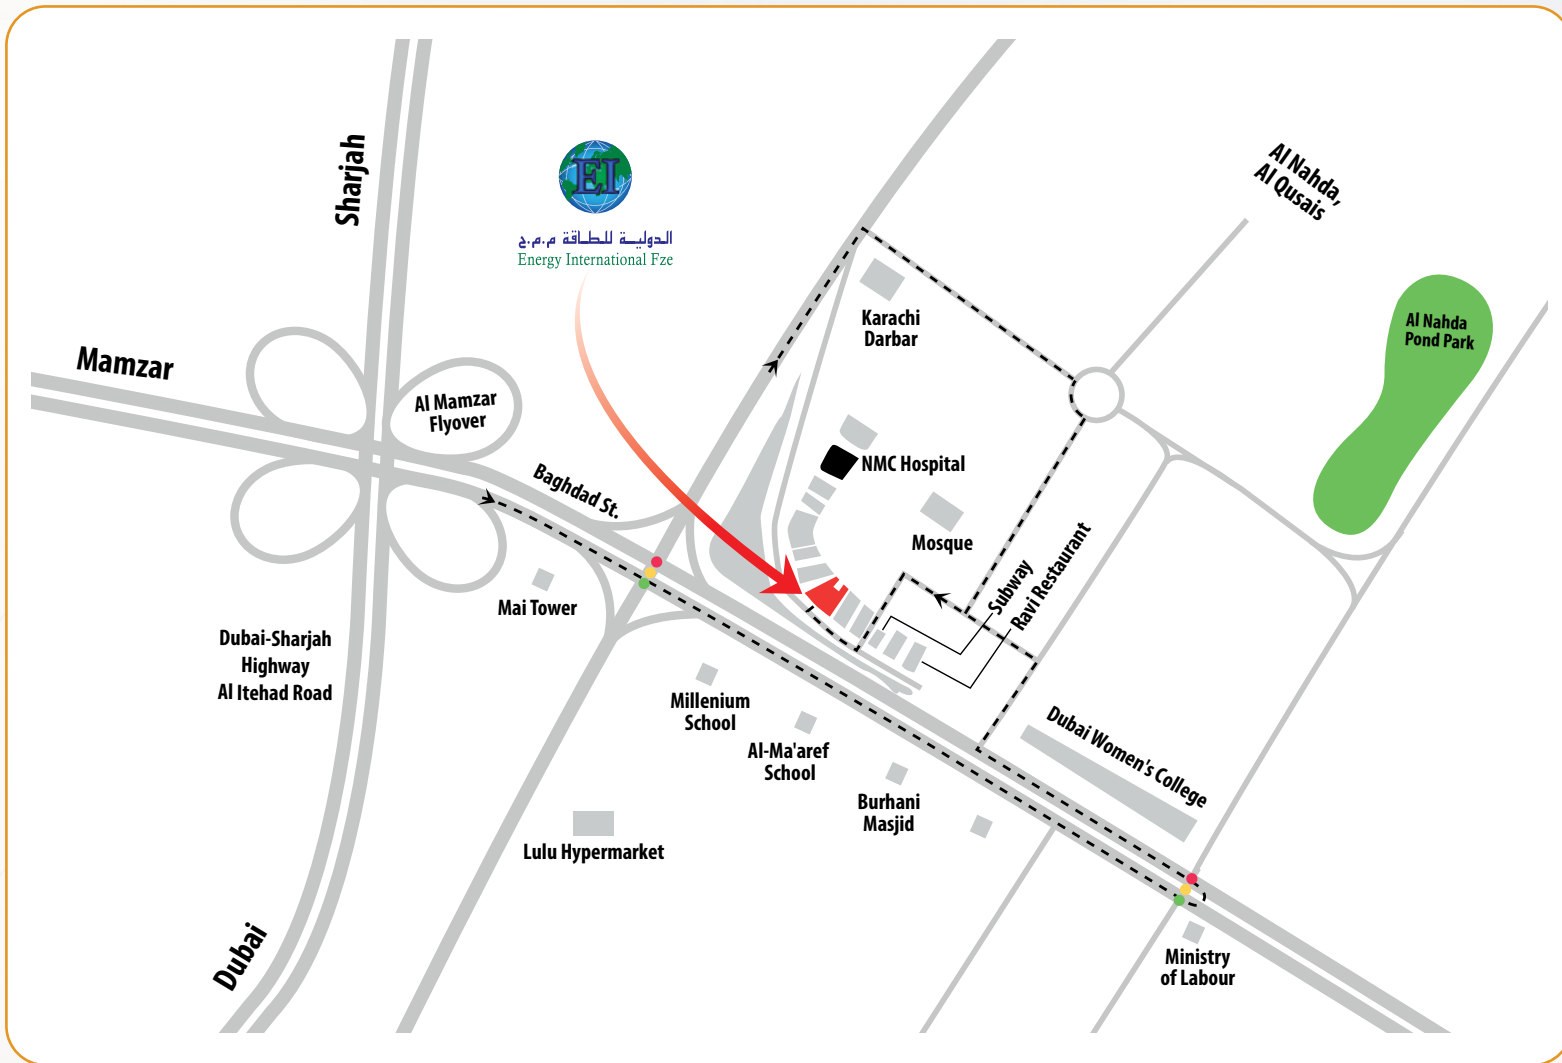 Sharjah
EI
الدوليـــة للـطــاقة م.م.ح
Energy International Fze
Al Nahda,
Al Qusais
Karachi
Darbar
Al Nahda
Pond Park
Mamzar
Al Mamzar
Flyover
Baghdad St.
NMC Hospital
Mosque
Subway
Ravi Restaurant
Mai Tower
Dubai-Sharjah
Highway
Al Itehad Road
Millenium
School
Al-Ma'aref
School
Dubai Women's College
Burhani
Masjid
Lulu Hypermarket
Dubai
Ministry
of Labour